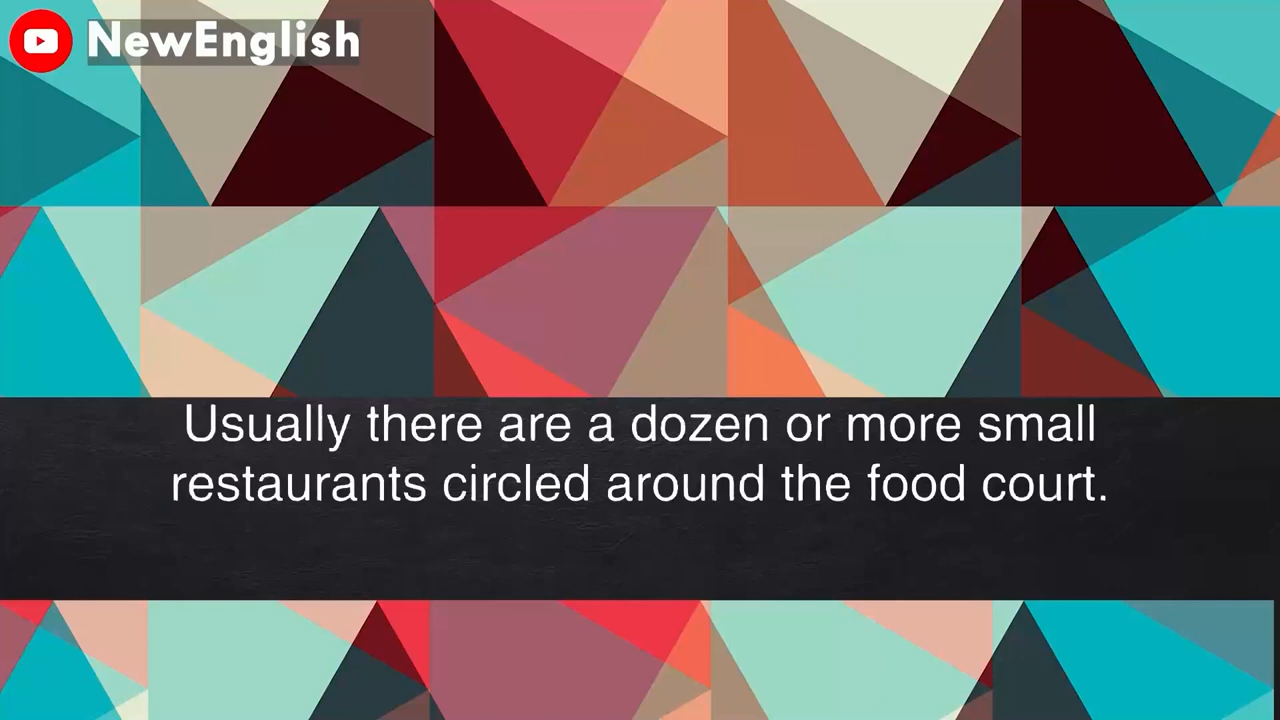 NewEnglish
Usually there are a dozen or more small
restaurants circled around the food court.